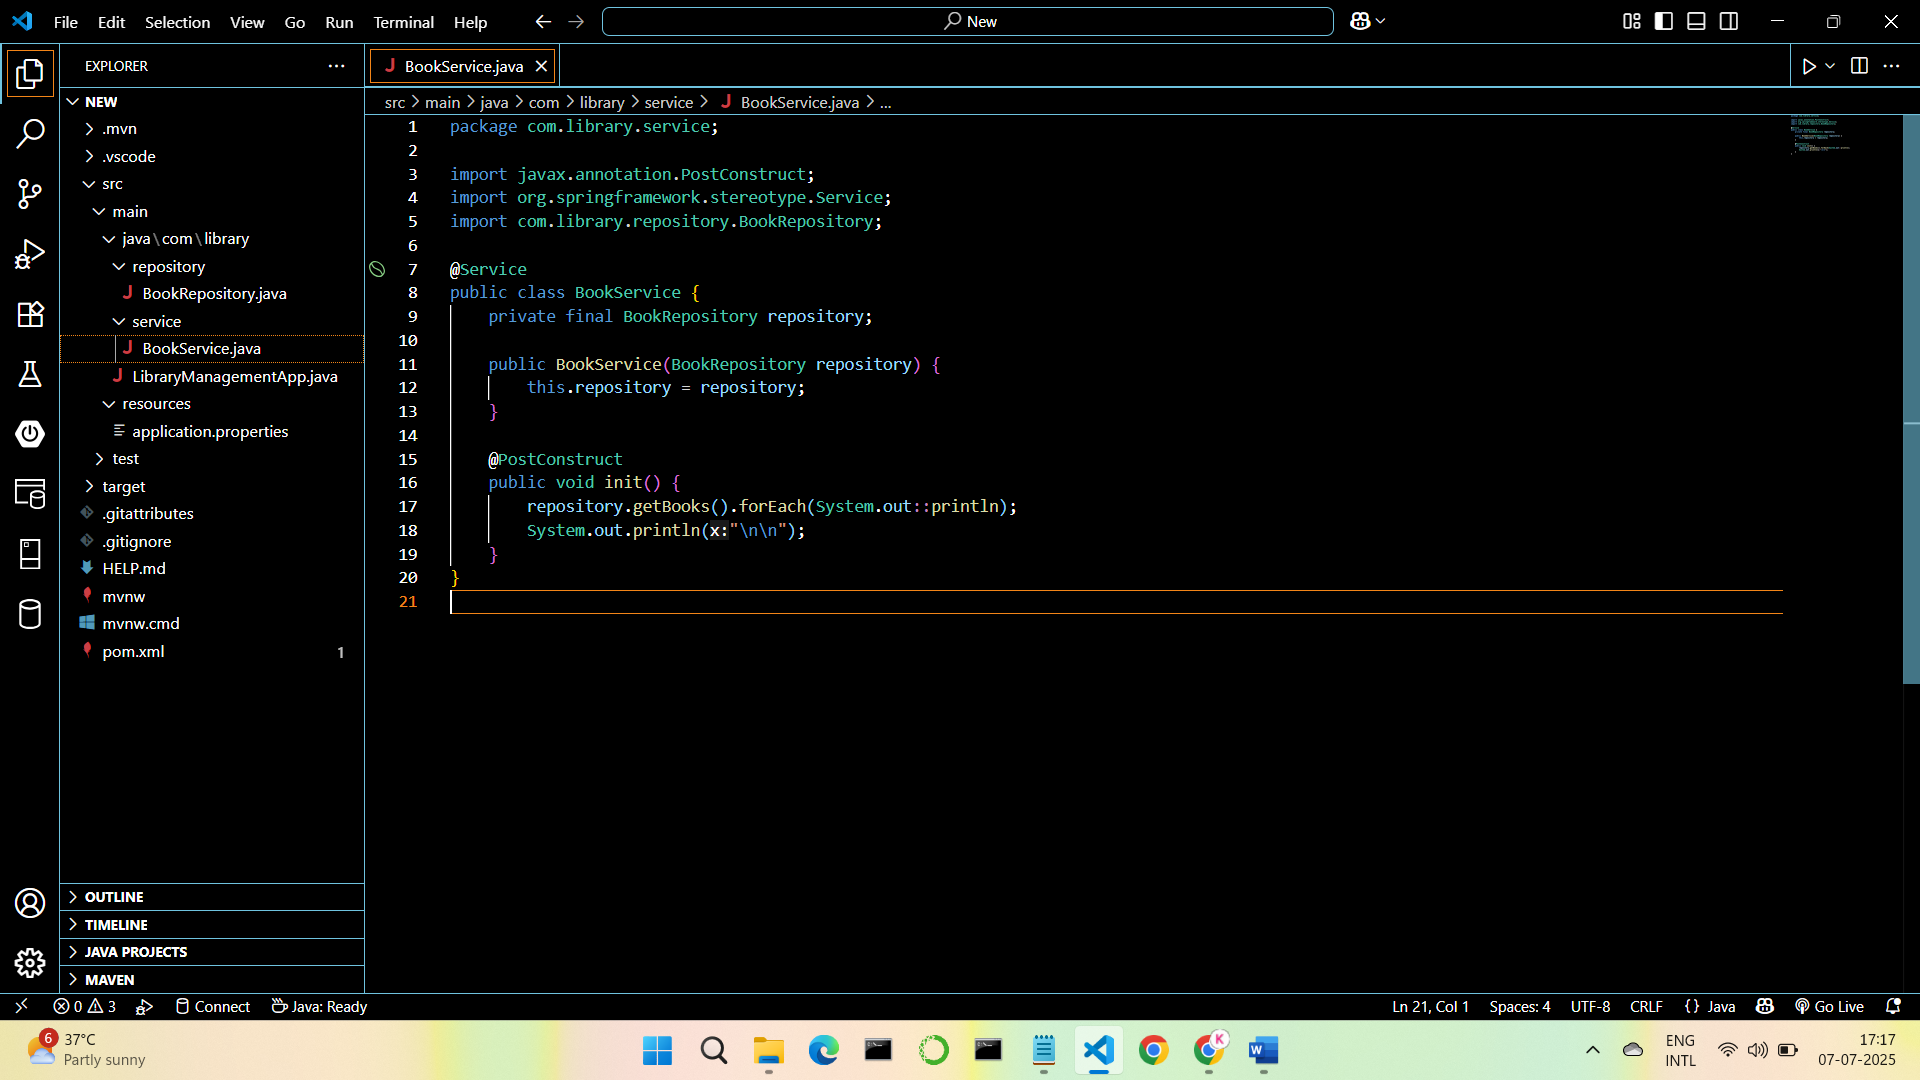 File Edit Selection View Go Run Terminal Help
New
EXPLORER
BookService.java
NEW
.mvn
.vscode
src
main
java\com\library
repository
BookRepository.java
service
BookService.java
LibraryManagementApp.java
resources
application.properties
test
target
.gitattributes
.gitignore
HELP.md
mvnw
mvnw.cmd
pom.xml 1
OUTLINE
TIMELINE
JAVA PROJECTS
MAVEN
src > main > java > com > library > service > BookService.java > ...
1 package com.library.service;
2
3 import javax.annotation.PostConstruct;
4 import org.springframework.stereotype.Service;
5 import com.library.repository.BookRepository;
6
7 @Service
8 public class BookService {
9 private final BookRepository repository;
10
11 public BookService(BookRepository repository) {
12 this.repository = repository;
13 }
14
15 @PostConstruct
16 public void init() {
17 repository.getBooks().forEach(System.out::println);
18 System.out.println(x:"\n\n");
19 }
20 }
21
0 3 Connect Java: Ready
Ln 21, Col 1 Spaces: 4 UTF-8 CRLF {} Java Go Live
6
37°C
Partly sunny
K
W
ENG
INTL
17:17
07-07-2025